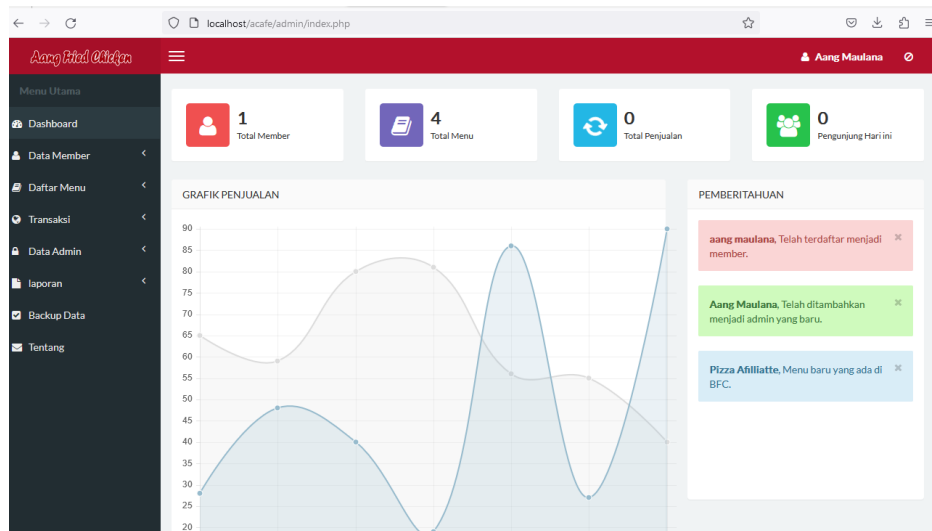 localhost/acafe/admin/index.php
Aang Fried Chicken
Aang Maulana
Menu Utama
Dashboard
Data Member
Daftar Menu
Transaksi
Data Admin
laporan
Backup Data
Tentang
1
Total Member
4
Total Menu
0
Total Penjualan
0
Pengunjung Hari ini
GRAFIK PENJUALAN
90
85
80
75
70
65
60
55
50
45
40
35
30
25
20
PEMBERITAHUAN
aang maulana, Telah terdaftar menjadi
member.
Aang Maulana, Telah ditambahkan
menjadi admin yang baru.
Pizza Afilliatte, Menu baru yang ada di
BFC.